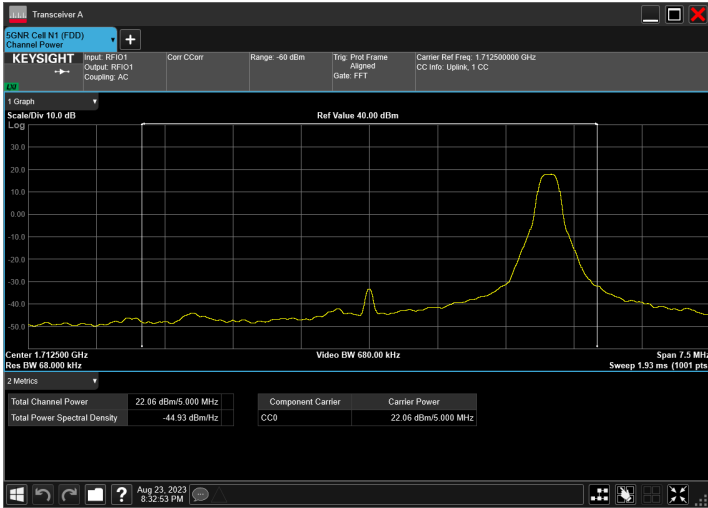 Transceiver A
5GNR Cell N1 (FDD)
Channel Power
KEYSIGHT
Input: RFIO1
Output: RFIO1
Coupling: AC
Corr CCorr
Range: -60 dBm
Trig: Prot Frame
Aligned
Gate: FFT
Carrier Ref Freq: 1.712500000 GHz
CC Info: Uplink, 1 CC
LXI
1 Graph
Scale/Div 10.0 dB
Ref Value 40.00 dBm
Log
30.0
20.0
10.0
0.00
-10.0
-20.0
-30.0
-40.0
-50.0
Center 1.712500 GHz
Video BW 680.00 kHz
Span 7.5 MHz
Res BW 68.000 kHz
Sweep 1.93 ms (1001 pts
2 Metrics
Total Channel Power 22.06 dBm/5.000 MHz
Total Power Spectral Density -44.93 dBm/Hz
Component Carrier Carrier Power
CC0 22.06 dBm/5.000 MHz
?
Aug 23, 2023
8:32:53 PM